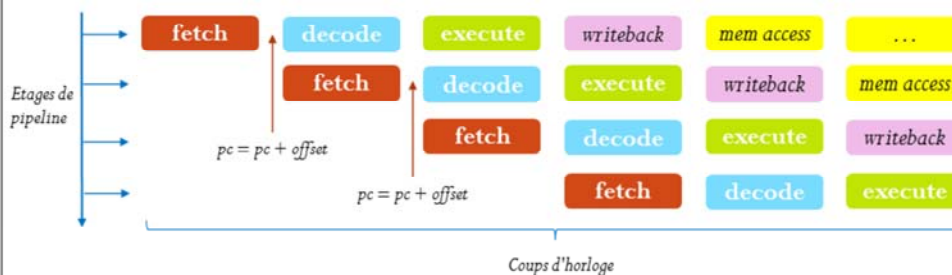 fetch decode execute writeback mem access ...
Etages de pipeline
fetch decode execute writeback mem access
pc = pc + offset
fetch decode execute writeback
pc = pc + offset
fetch decode execute
Coups d'horloge